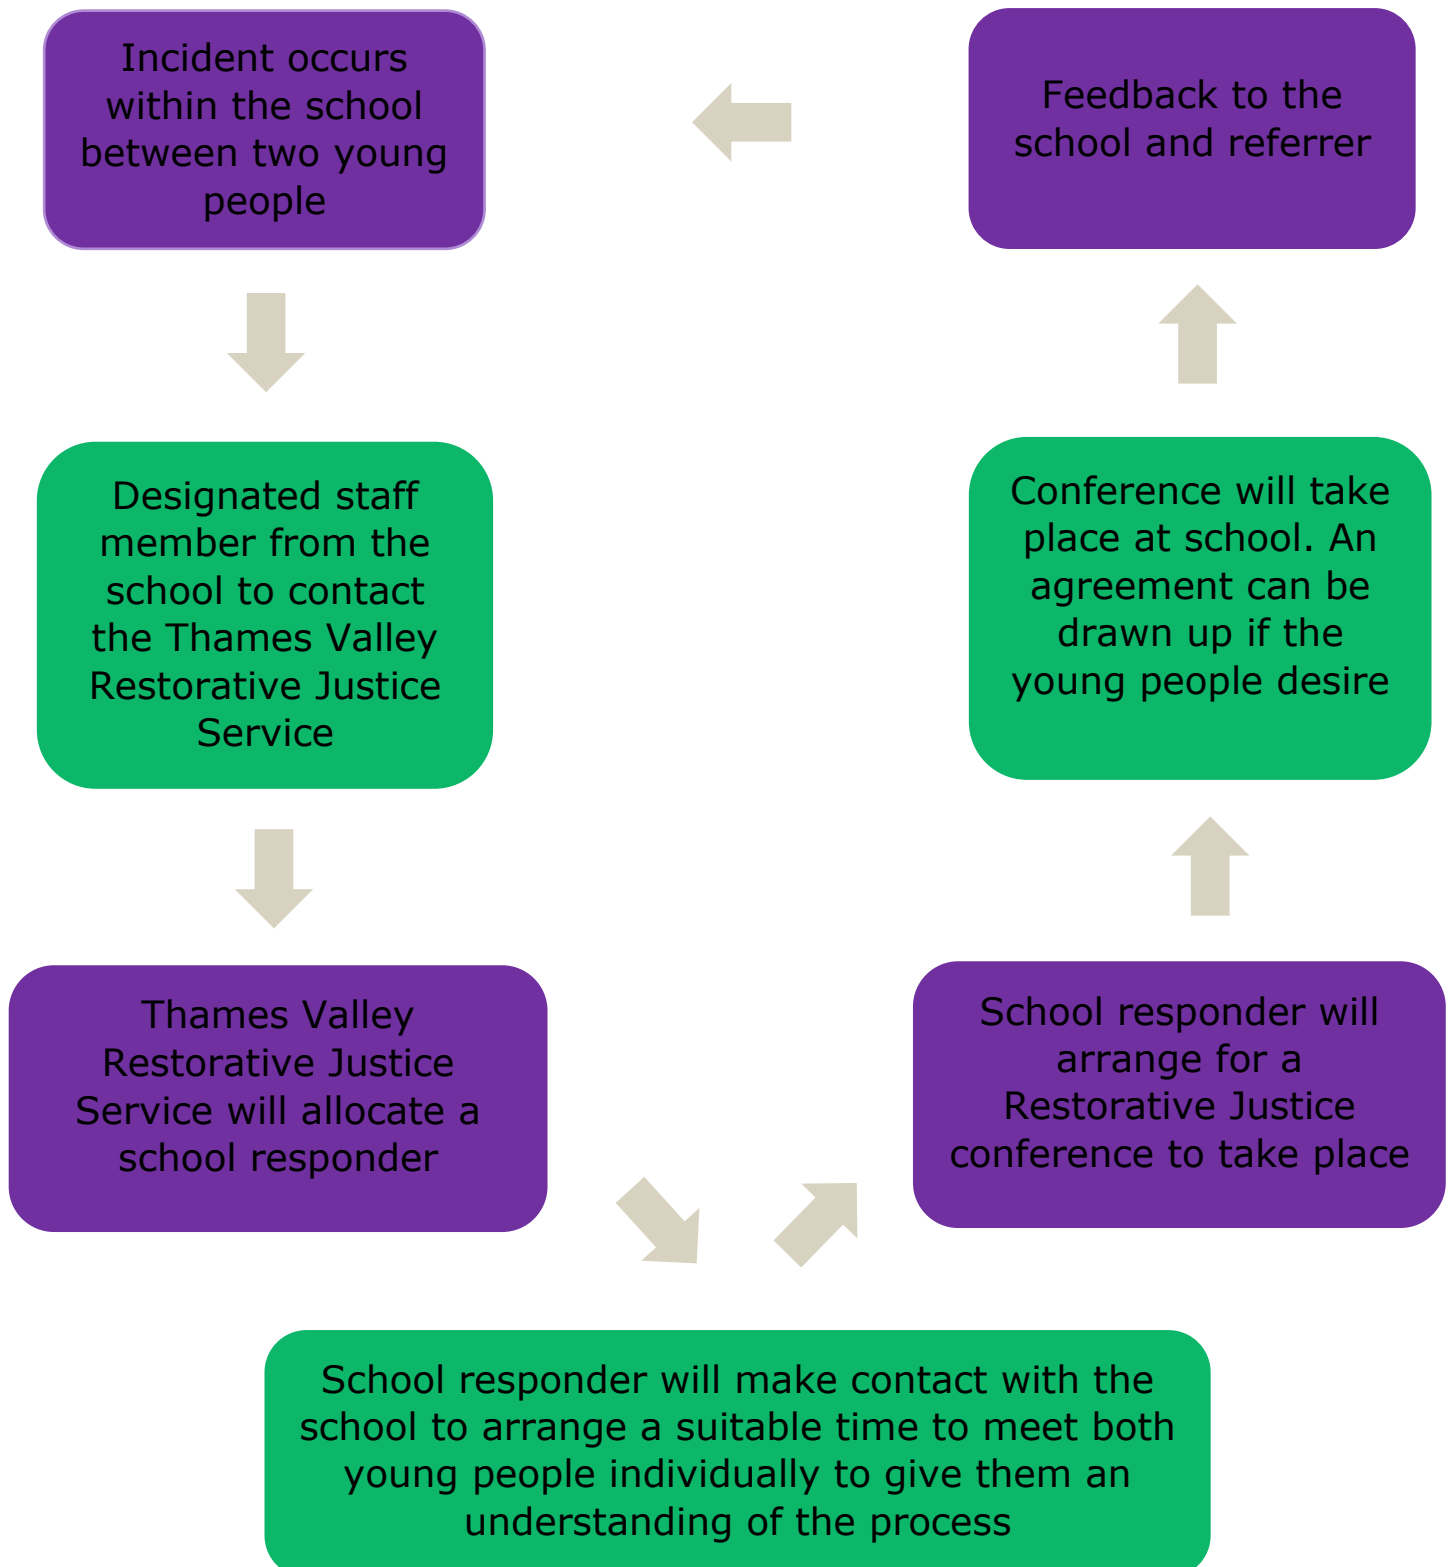 Incident occurs
within the school
between two young
people
Designated staff
member from the
school to contact
the Thames Valley
Restorative Justice
Service
Thames Valley
Restorative Justice
Service will allocate a
school responder
School responder will make contact with the
school to arrange a suitable time to meet both
young people individually to give them an
understanding of the process
School responder will
arrange for a
Restorative Justice
conference to take place
Conference will take
place at school. An
agreement can be
drawn up if the
young people desire
Feedback to the
school and referrer